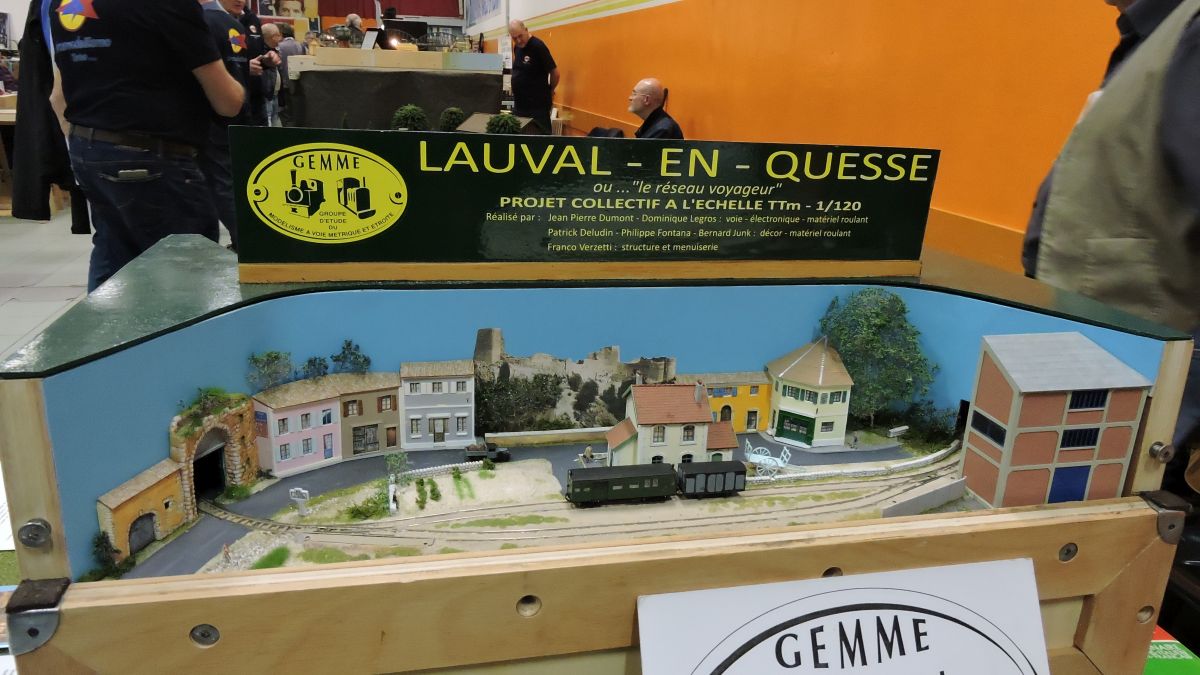 GEMME
GROUPE
D'ETUDE
DU
MODELISME A VOIE METRIQUE ET ETROITE
LAUVAL - EN - QUESSE
ou ..."le réseau voyageur"
PROJET COLLECTIF A L'ECHELLE TTm - 1/120
Réalisé par : Jean Pierre Dumont - Dominique Legros : voie - électronique - matériel roulant
Patrick Deludin - Philippe Fontana - Bernard Junk : décor - matériel roulant
Franco Verzetti : structure et menuiserie
GEMME